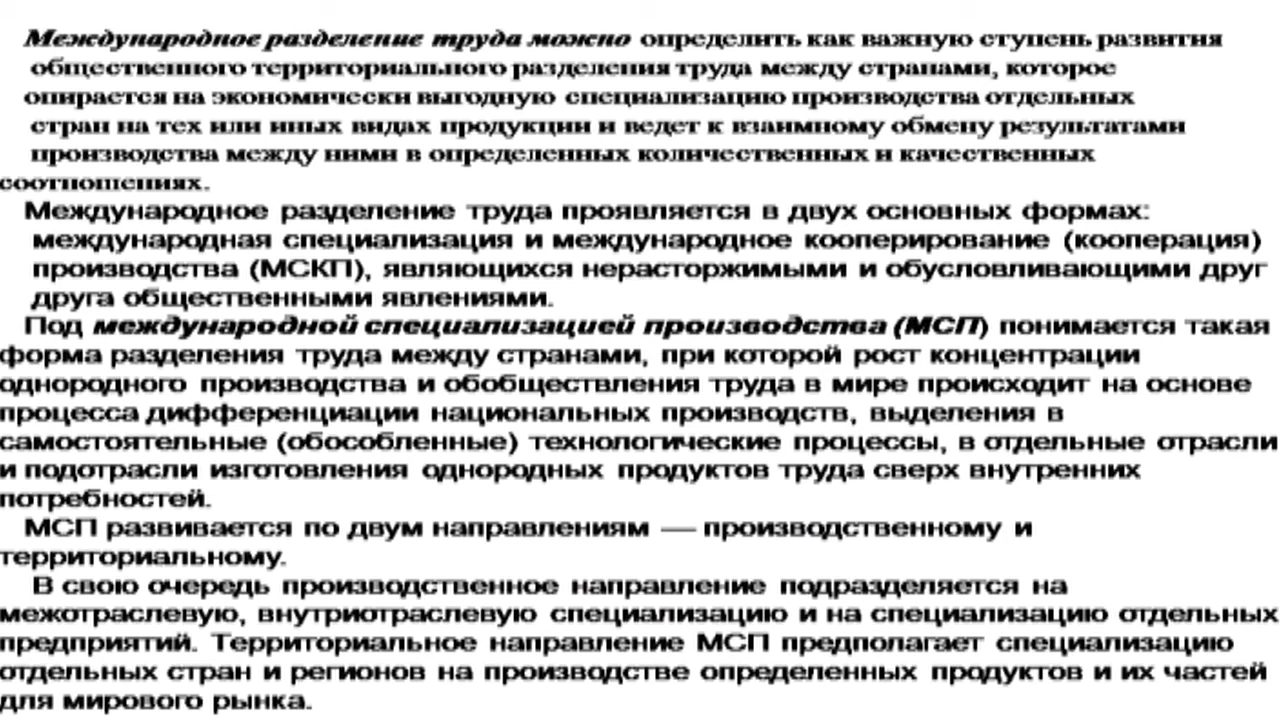 Международное разделение труда можно определить как важную ступень развития
общественного территориального разделения труда между странами, которое
опирается на экономически выгодную специализацию производства отдельных
стран на тех или иных видах продукции и ведет к взаимному обмену результатами
производства между ними в определенных количественных и качественных
соотношениях.
Международное разделение труда проявляется в двух основных формах:
международная специализация и международное кооперирование (кооперация)
производства (МСКП), являющихся нерасторжимыми и обусловливающими друг
друга общественными явлениями.
Под международной специализацией производства (МСП) понимается такая
форма разделения труда между странами, при которой рост концентрации
однородного производства и обобществления труда в мире происходит на основе
процесса дифференциации национальных производств, выделения в
самостоятельные (обособленные) технологические процессы, в отдельные отрасли
и подотрасли изготовления однородных продуктов труда сверх внутренних
потребностей.
МСП развивается по двум направлениям — производственному и
территориальному.
В свою очередь производственное направление подразделяется на
межотраслевую, внутриотраслевую специализацию и на специализацию отдельных
предприятий. Территориальное направление МСП предполагает специализацию
отдельных стран и регионов на производстве определенных продуктов и их частей
для мирового рынка.